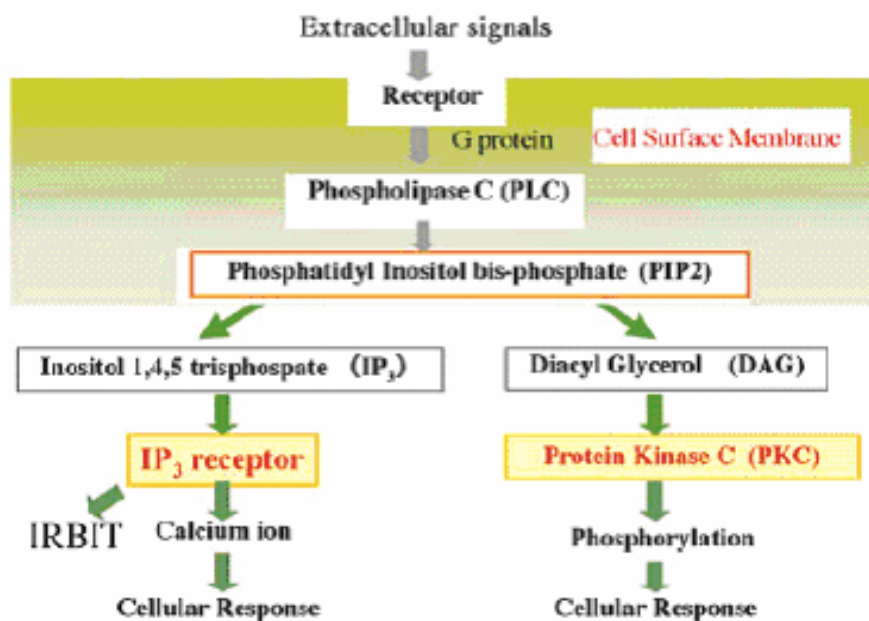 Extracellular signals
Receptor
G protein
Cell Surface Membrane
Phospholipase C (PLC)
Phosphatidyl Inositol bis-phosphate (PIP2)
Inositol 1,4,5 trisphospate (IP3)
Diacyl Glycerol (DAG)
IP3 receptor
Protein Kinase C (PKC)
IRBIT
Calcium ion
Phosphorylation
Cellular Response
Cellular Response